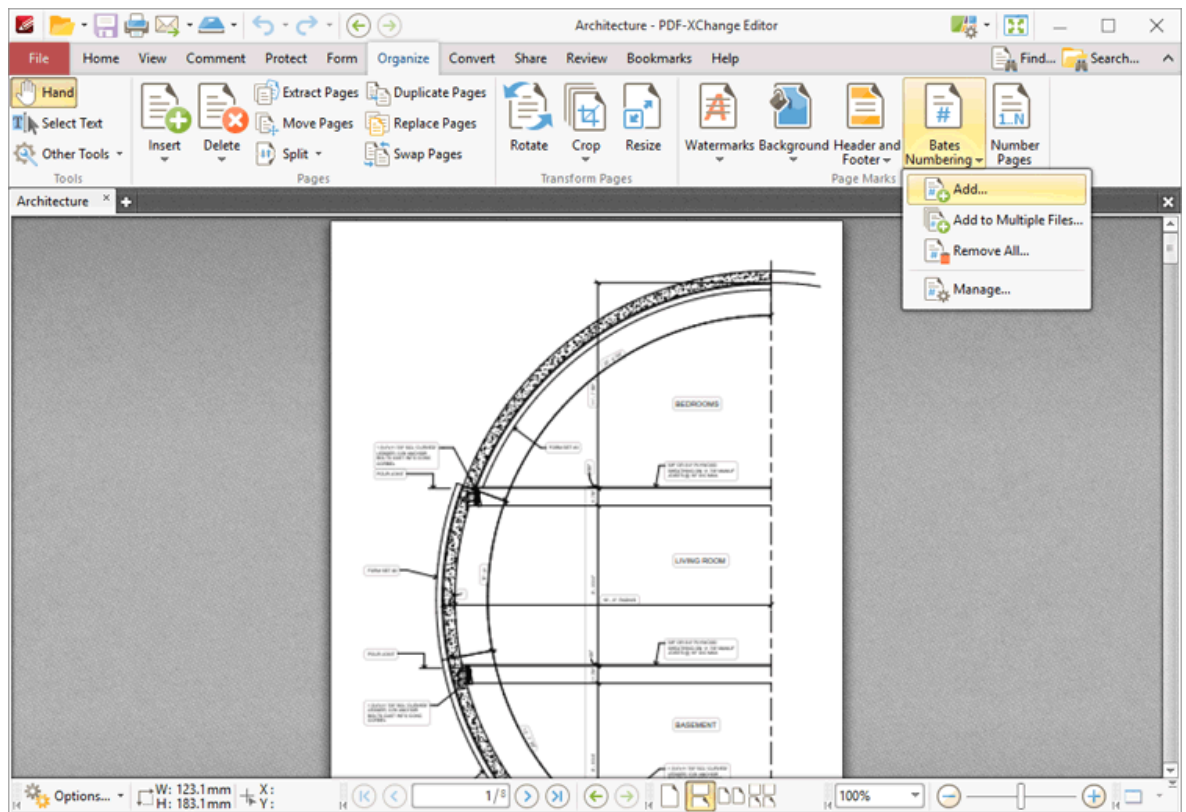 Architecture - PDF-XChange Editor
File Home View Comment Protect Form Organize Convert Share Review Bookmarks Help Find... Search...
Hand
Select Text
Other Tools
Tools
Insert
Delete
Extract Pages
Move Pages
Split
Duplicate Pages
Replace Pages
Swap Pages
Pages
Rotate
Crop
Resize
Transform Pages
Watermarks
Background
Header and
Footer
Bates
Numbering
Number
Pages
1..N
Page Marks
Add...
Add to Multiple Files...
Remove All...
Manage...
Architecture
BEDROOMS
LIVING ROOM
BASEMENT
Options...
W: 123.1mm
H: 183.1mm
X:
Y:
1/8
100%